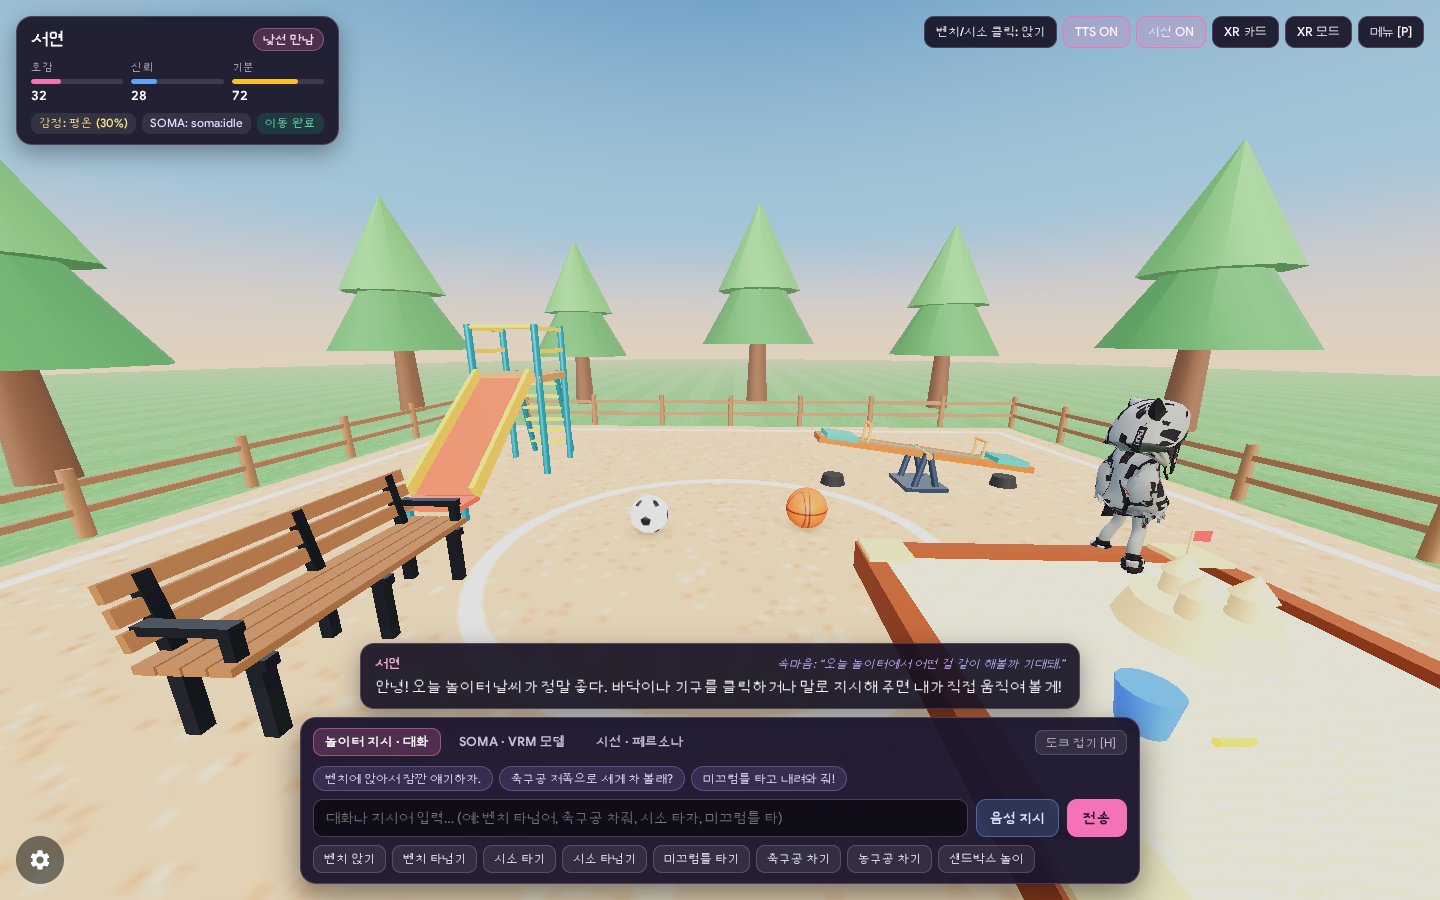 서연
낯선 만남
호감
신뢰
기분
32
28
72
감정: 평온 (30%)
SOMA: soma:idle
이동 완료
벤치/시소 클릭: 앉기
TTS ON
시선 ON
XR 카드
XR 모드
메뉴 [P]
서연
속마음: "오늘 놀이터에서 어떤 걸 같이 해볼까 기대돼."
안녕! 오늘 놀이터 날씨가 정말 좋다. 바닥이나 기구를 클릭하거나 말로 지시해 주면 내가 직접 움직여 볼게!
놀이터 지시 · 대화
SOMA · VRM 모델
시선 · 페르소나
도크 접기 [H]
벤치에 앉아서 잠깐 얘기하자.
축구공 저쪽으로 세게 차 볼래?
미끄럼틀 타고 내려와 줘!
대화나 지시어 입력... (예: 벤치 타넘어, 축구공 차줘, 시소 타자, 미끄럼틀 타)
음성 지시
전송
벤치 앉기
벤치 타넘기
시소 타기
시소 타넘기
미끄럼틀 타기
축구공 차기
농구공 차기
샌드박스 놀이